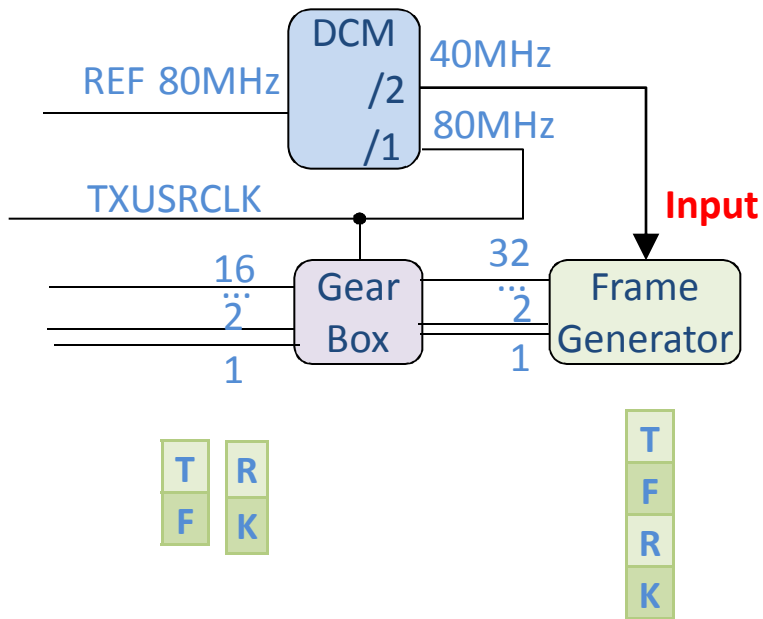 DCM
/2
/1
REF 80MHz
40MHz
80MHz
TXUSRCLK
Input
16
...
2
1
Gear
Box
32
...
2
1
Frame
Generator
T
F
R
K
T
F
R
K